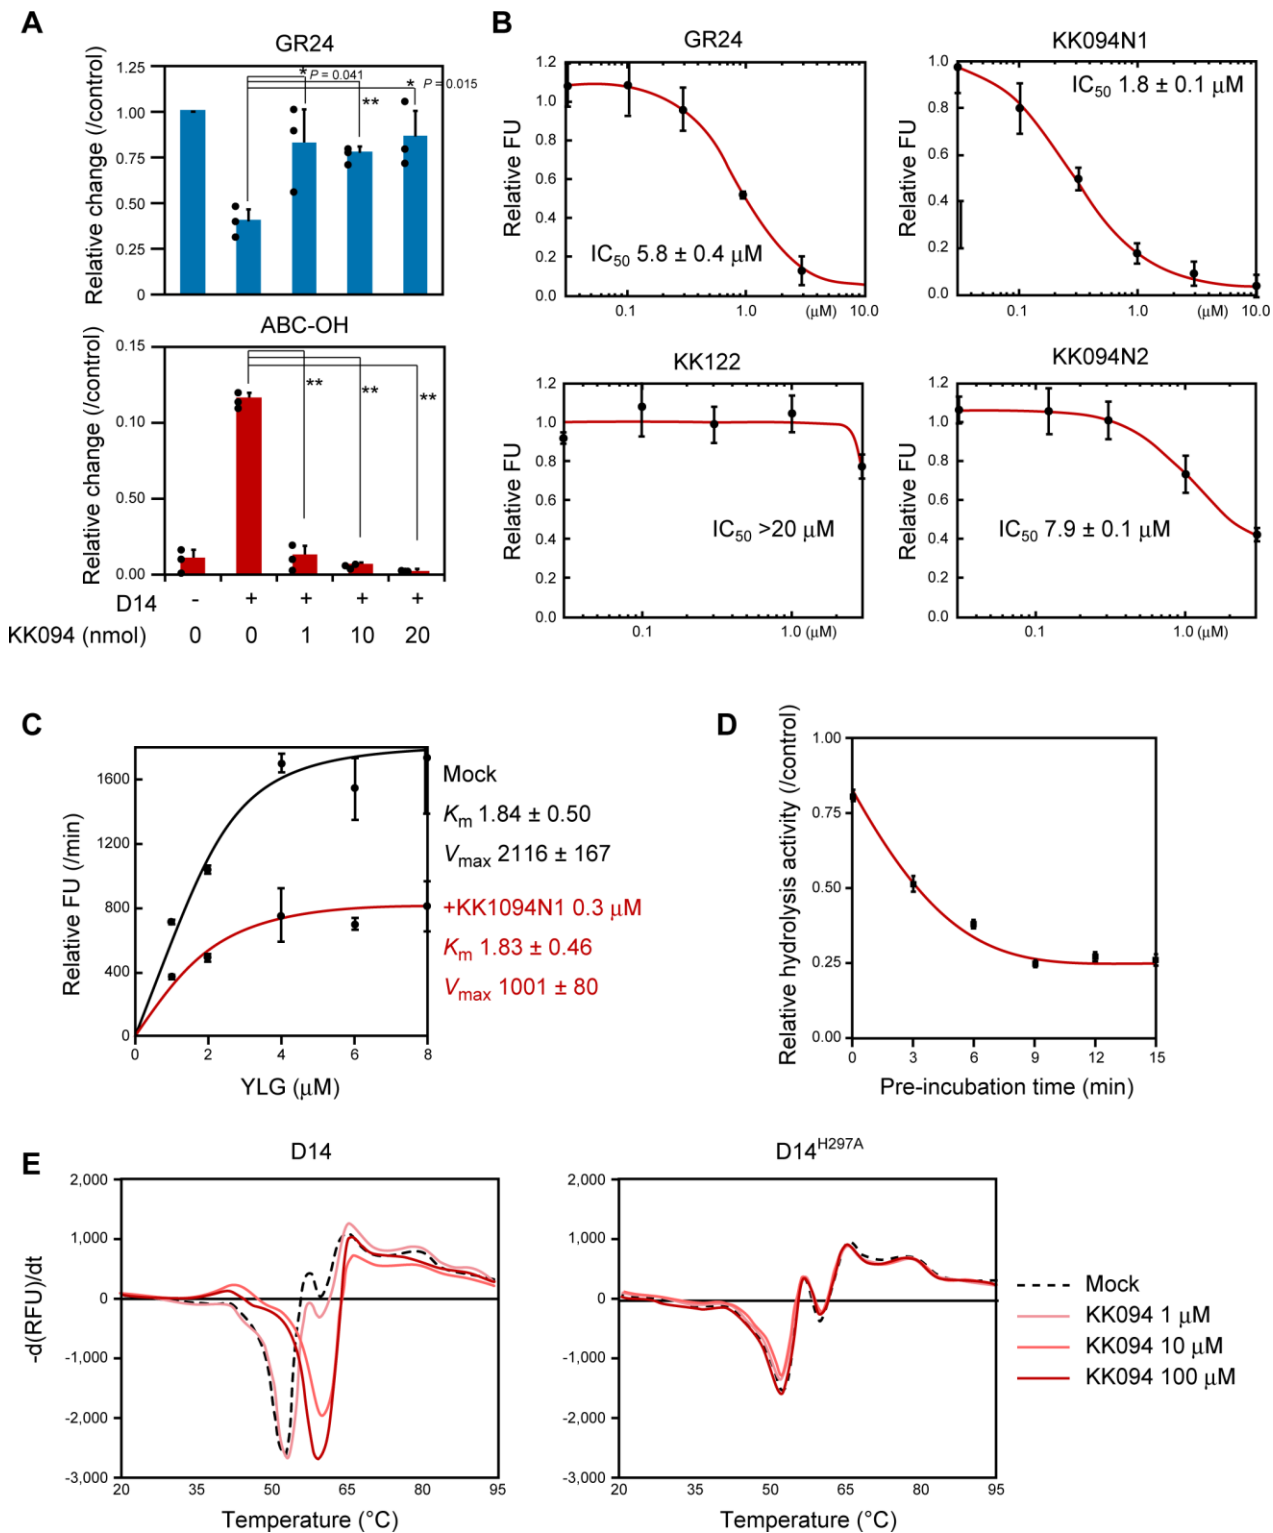 A
GR24
Relative change (/control)
1.25
1.00
0.75
0.50
0.25
0
* P = 0.041
**
* P = 0.015
ABC-OH
Relative change (/control)
0.15
0.10
0.50
0.00
**
**
**
D14 - + + + +
KK094 (nmol) 0 0 1 10 20
B
GR24
Relative FU
1.2
1.0
0.8
0.6
0.4
0.2
0.0
IC50 5.8 ± 0.4 μM
0.1 1.0 (μM) 10.0
KK094N1
Relative FU
1.0
0.8
0.6
0.4
0.2
0.0
IC50 1.8 ± 0.1 μM
0.1 1.0 (μM) 10.0
KK122
Relative FU
1.2
1.0
1.2
0.6
0.4
0.2
0.0
IC50 >20 μM
0.1 1.0 (μM)
KK094N2
Relative FU
1.2
1.0
1.2
0.6
0.4
0.2
0.0
IC50 7.9 ± 0.1 μM
0.1 1.0 (μM)
C
Relative FU (/min)
1600
1200
800
400
0
0 2 4 6 8
YLG (μM)
Mock
Km 1.84 ± 0.50
Vmax 2116 ± 167
+KK1094N1 0.3 μM
Km 1.83 ± 0.46
Vmax 1001 ± 80
D
Relative hydrolysis activity (/control)
1.00
0.75
0.50
0.25
0.00
0 3 6 9 12 15
Pre-incubation time (min)
E
D14
-d(RFU)/dt
2,000
1,000
0
-1,000
-2,000
-3,000
20 35 50 65 80 95
Temperature (°C)
D14H297A
2,000
1,000
0
-1,000
-2,000
-3,000
20 35 50 65 80 95
Temperature (°C)
Mock
KK094 1 μM
KK094 10 μM
KK094 100 μM